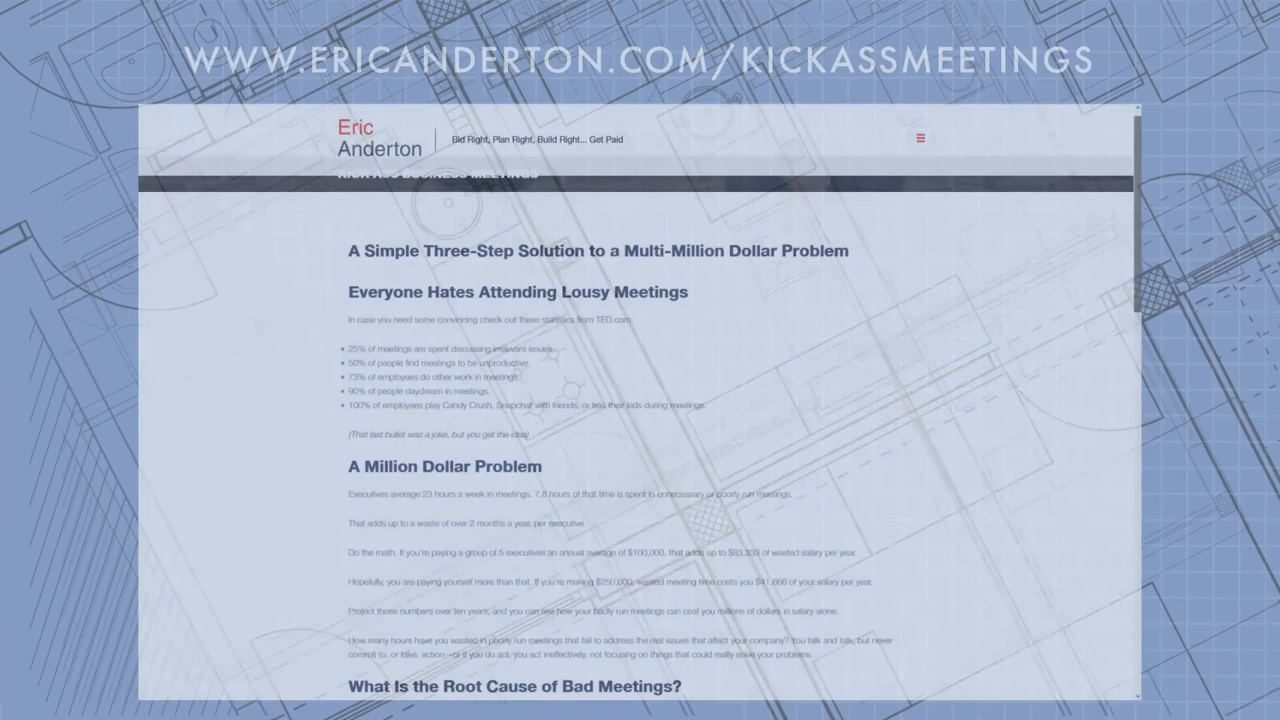 WWW.ERICANDERTON.COM/KICKASSMEETINGS
Eric
Anderton
Bid Right, Plan Right, Build Right... Get Paid
KICK ASS BUSINESS MEETINGS
A Simple Three-Step Solution to a Multi-Million Dollar Problem
Everyone Hates Attending Lousy Meetings
In case you need some convincing check out these statistics from TED.com:
• 25% of meetings are spent discussing irrelevant issues.
• 50% of people find meetings to be unproductive.
• 73% of employees do other work in meetings.
• 90% of people daydream in meetings.
• 100% of employees play Candy Crush, Snapchat with friends, or text their kids during meetings.
(That last bullet was a joke, but you get the idea)
A Million Dollar Problem
Executives average 23 hours a week in meetings. 7.8 hours of that time is spent in unnecessary or poorly run meetings.
That adds up to a waste of over 2 months a year, per executive.
Do the math. If you're paying a group of 5 executives an annual average of $100,000, that adds up to $83,333 of wasted salary per year.
Hopefully, you are paying yourself more than that. If you're making $250,000, wasted meeting time costs you $41,666 of your salary per year.
Project those numbers over ten years, and you can see how your badly run meetings can cost you millions of dollars in salary alone.
How many hours have you wasted in poorly run meetings that fail to address the real issues that affect your company? You talk and talk, but never
commit to, or take, action – or if you do act, you act ineffectively, not focusing on things that could really solve your problems.
What Is the Root Cause of Bad Meetings?